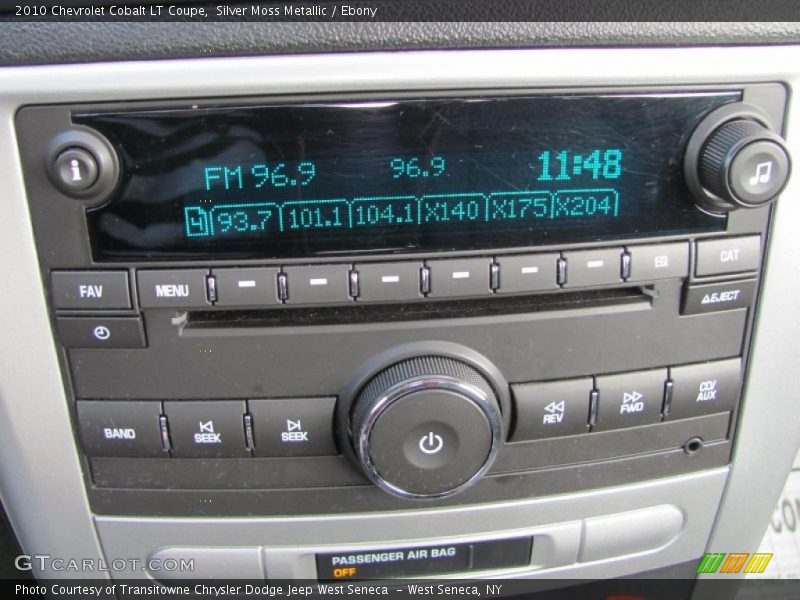 2010 Chevrolet Cobalt LT Coupe, Silver Moss Metallic / Ebony
i
FM 96.9 96.9 11:48
93.7 101.1 104.1 X140 X175 X204
FAV MENU EQ CAT
EJECT
BAND SEEK SEEK REV FWD CD/
AUX
PASSENGER AIR BAG
OFF
GTCARLOT.COM
Photo Courtesy of Transitowne Chrysler Dodge Jeep West Seneca - West Seneca, NY